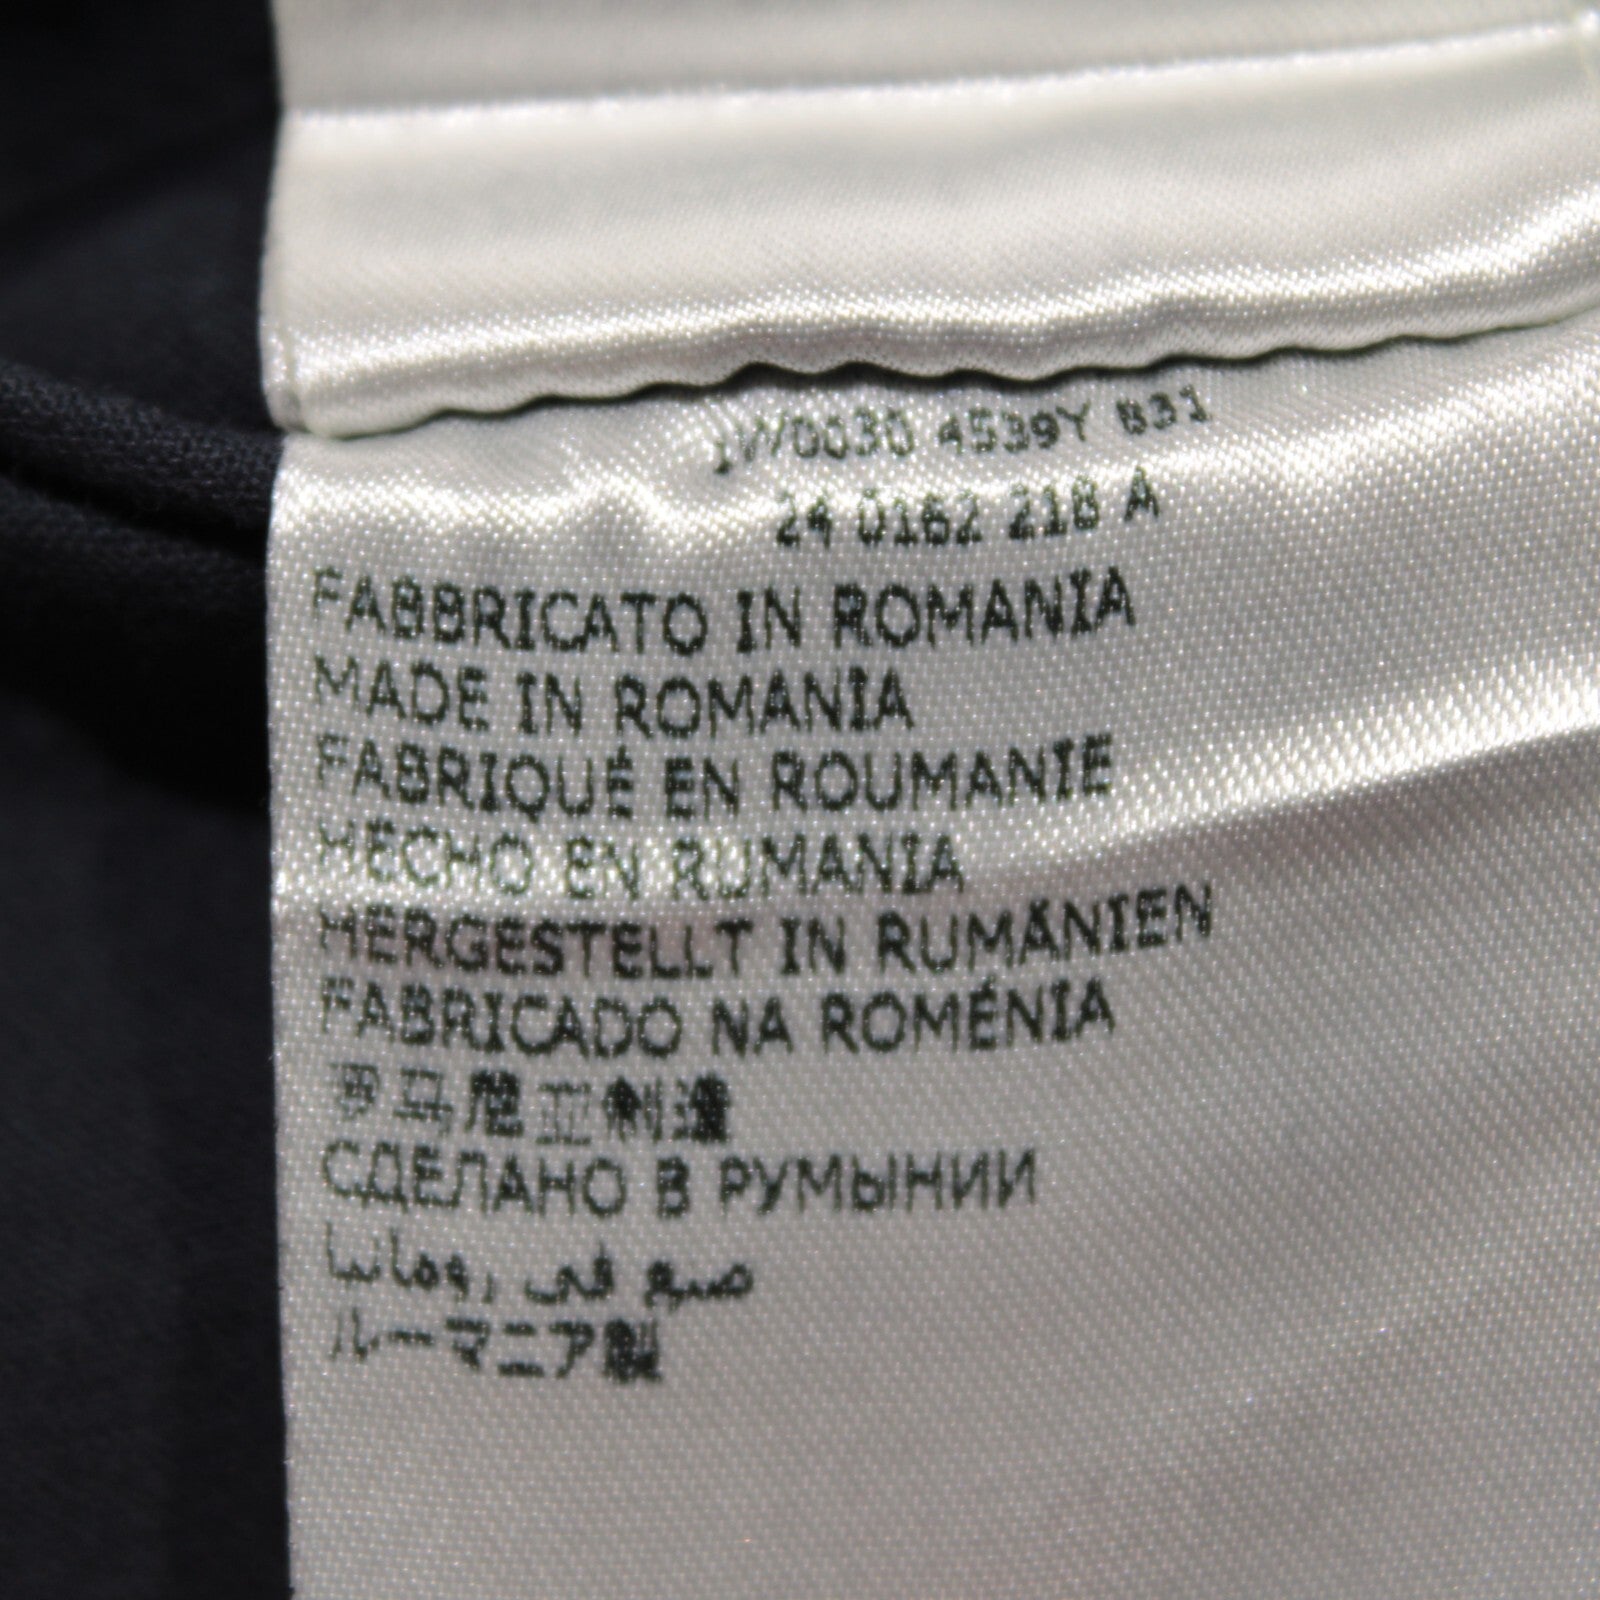 1W0030 4539Y 831
24 0162 218 A
FABBRICATO IN ROMANIA
MADE IN ROMANIA
FABRIQUÉ EN ROUMANIE
HECHO EN RUMANIA
HERGESTELLT IN RUMÄNIEN
FABRICADO NA ROMÉNIA
罗马尼亚制造
СДЕЛАНО В РУМЫНИИ
صنع في رومانيا
ルーマニア製